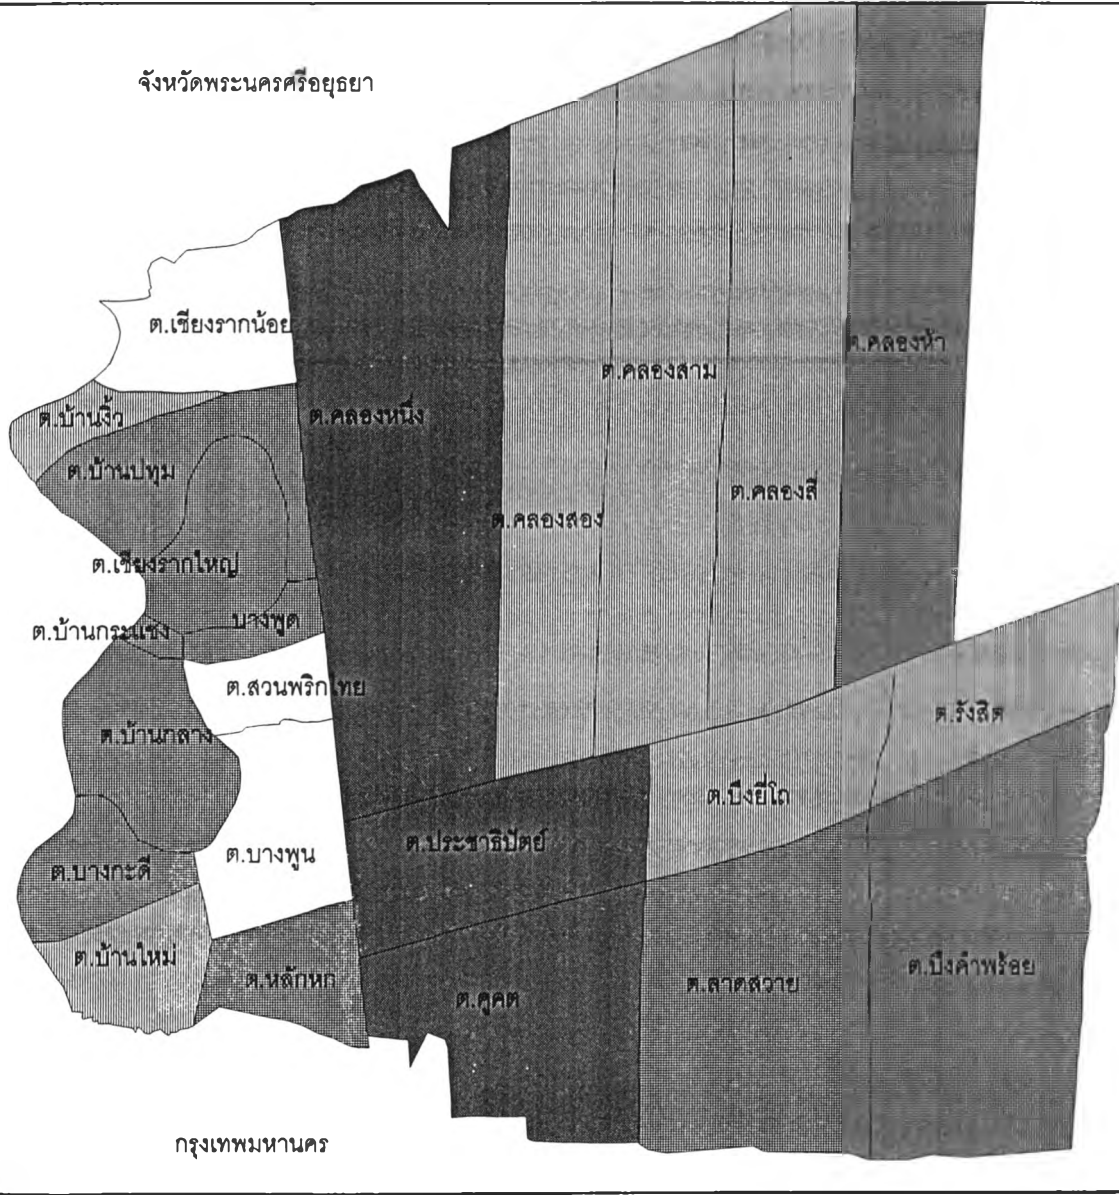 จังหวัดพระนครศรีอยุธยา
ต.เชียงรากน้อย
ต.คลองห้า
ต.คลองสาม
ต.บ้านงิ้ว
ต.คลองหนึ่ง
ต.บ้านปทุม
ต.คลองสี่
ต.คลองสอง
ต.เชียงรากใหญ่
บางพูด
ต.บ้านกระแชง
ต.สวนพริกไทย
ต.รังสิต
ต.บ้านกลาง
ต.บึงยี่โถ
ต.ประชาธิปัตย์
ต.บางพูน
ต.บางกะดี
ต.บ้านใหม่
ต.หลักหก
ต.บึงคำพร้อย
ต.ลาดสวาย
ต.คูคต
กรุงเทพมหานคร